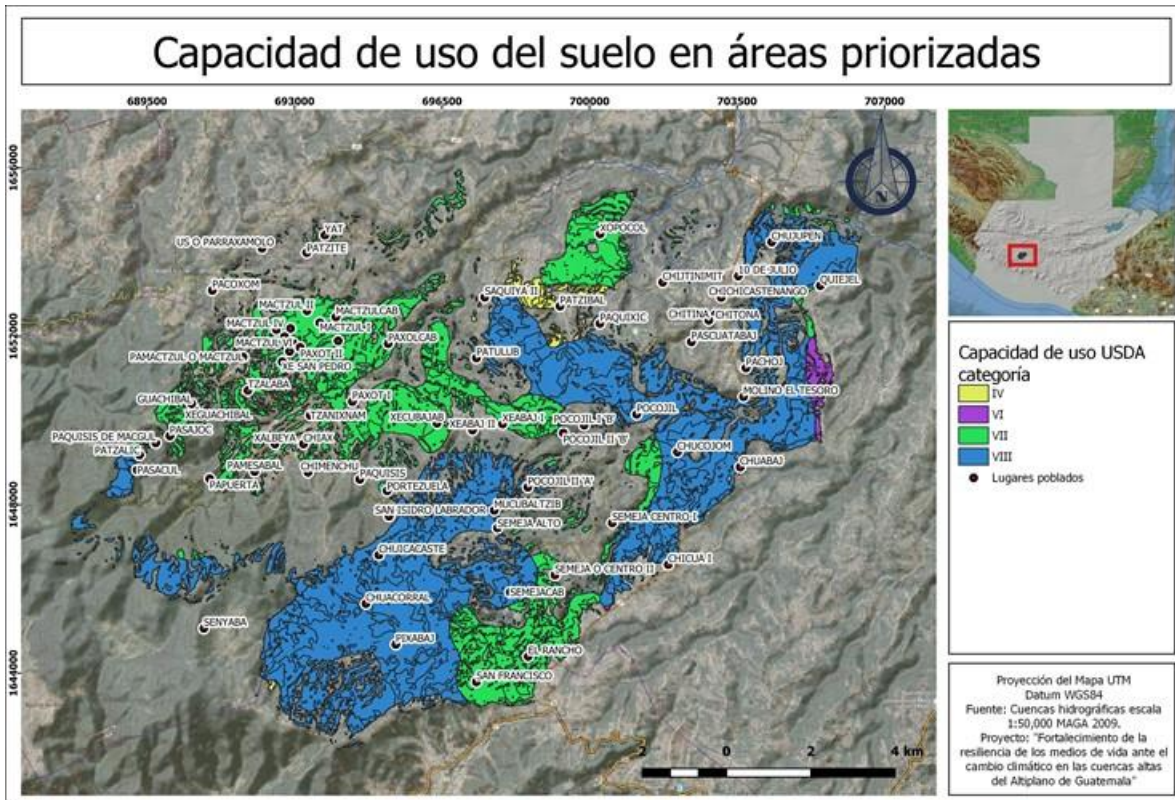 Capacidad de uso del suelo en áreas priorizadas
689500 693000 696500 700000 703500 707000
1656000
1652000
1648000
1644000
YAT
US O PARRAXAMOLO
PATZITE
XOPOCOL
CHUJUPEN
PACOXOM
SAQUIYA II
CHIJTINIMIT
10 DE JULIO
QUIEJEL
MACTZUL II
MACTZULCAB
PATZIBAL
CHICHICASTENANGO
MACTZUL IV
MACTZUL I
PAQUIXIC
CHITINA
CHITONA
MACTZUL VI
PAXOT II
PAXOLCAB
PASCUATABAJ
PAMACTZUL O MACTZUL
XE SAN PEDRO
PATULUB
PACHOJ
TZALABA
GUACHIBAL
PAXOT I
MOLINO EL TESORO
XEGUACHIBAL
TZANIXNAM
XECUBAJAB
XEABAJ I
POCOJIL I 'B'
POCOJIL
PAQUISIS DE MACGUL
PASAJOC
XEABAJ II
POCOJIL II 'B'
PATZALIC
XALBEYA
CHIAX
CHUCOJOM
PASACUL
PAMESABAL
CHIMENCHU
PAQUISIS
CHUABAJ
PAPUERTA
PORTEZUELA
POCOJIL II 'A'
SAN ISIDRO LABRADOR
MUCUBALTZIB
SEMEJA ALTO
SEMEJA CENTRO I
CHUICACASTE
SEMEJA O CENTRO II
CHICUA I
CHUACORRAL
SEMEJACAB
SENYABA
PIXABAJ
EL RANCHO
SAN FRANCISCO
2 0 2 4 km
Capacidad de uso USDA
categoría
IV
VI
VII
VIII
Lugares poblados
Proyección del Mapa UTM
Datum WGS84
Fuente: Cuencas hidrográficas escala
1:50,000 MAGA 2009.
Proyecto: "Fortalecimiento de la
resiliencia de los medios de vida ante el
cambio climático en las cuencas altas
del Altiplano de Guatemala"